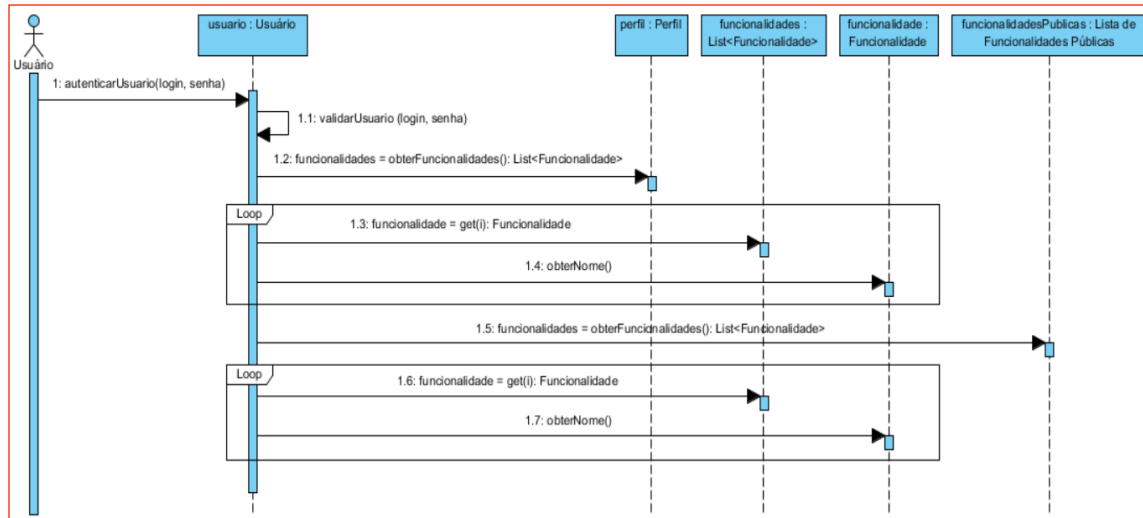 usuario : Usuário
perfil : Perfil
funcionalidades :
List<Funcionalidade>
funcionalidade :
Funcionalidade
funcionalidadesPublicas : Lista de
Funcionalidades Públicas
Usuário
1: autenticarUsuario(login, senha)
1.1: validarUsuario (login, senha)
1.2: funcionalidades = obterFuncionalidades(): List<Funcionalidade>
Loop
1.3: funcionalidade = get(i): Funcionalidade
1.4: obterNome()
1.5: funcionalidades = obterFuncionalidades(): List<Funcionalidade>
Loop
1.6: funcionalidade = get(i): Funcionalidade
1.7: obterNome()